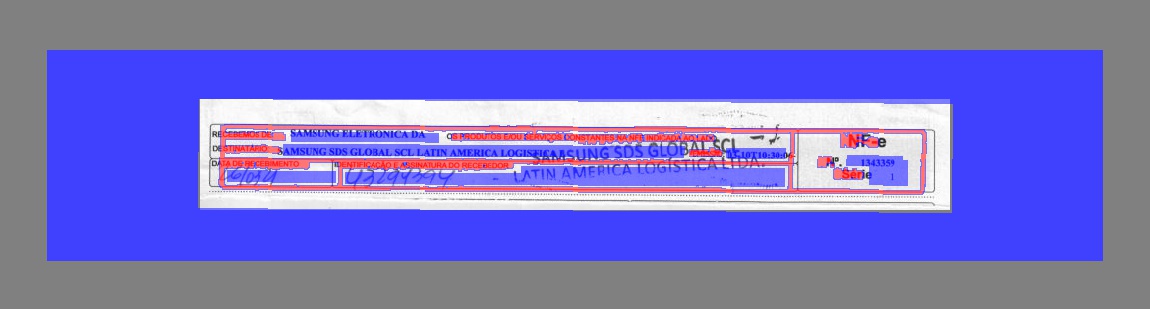 RECEBEMOS DE: SAMSUNG ELETRONICA DA OS PRODUTOS E/OU SERVIÇOS CONSTANTES NA NFE INDICADA AO LADO
DESTINATÁRIO: SAMSUNG SDS GLOBAL SCL LATIN AMERICA LOGISTICA
SAMSUNG SDS GLOBAL SCL
LATIN AMERICA LOGISTICA LTDA.
DATA DE RECEBIMENTO IDENTIFICAÇÃO E ASSINATURA DO RECEBEDOR
NF-e
Nº. 1343359
Série 1